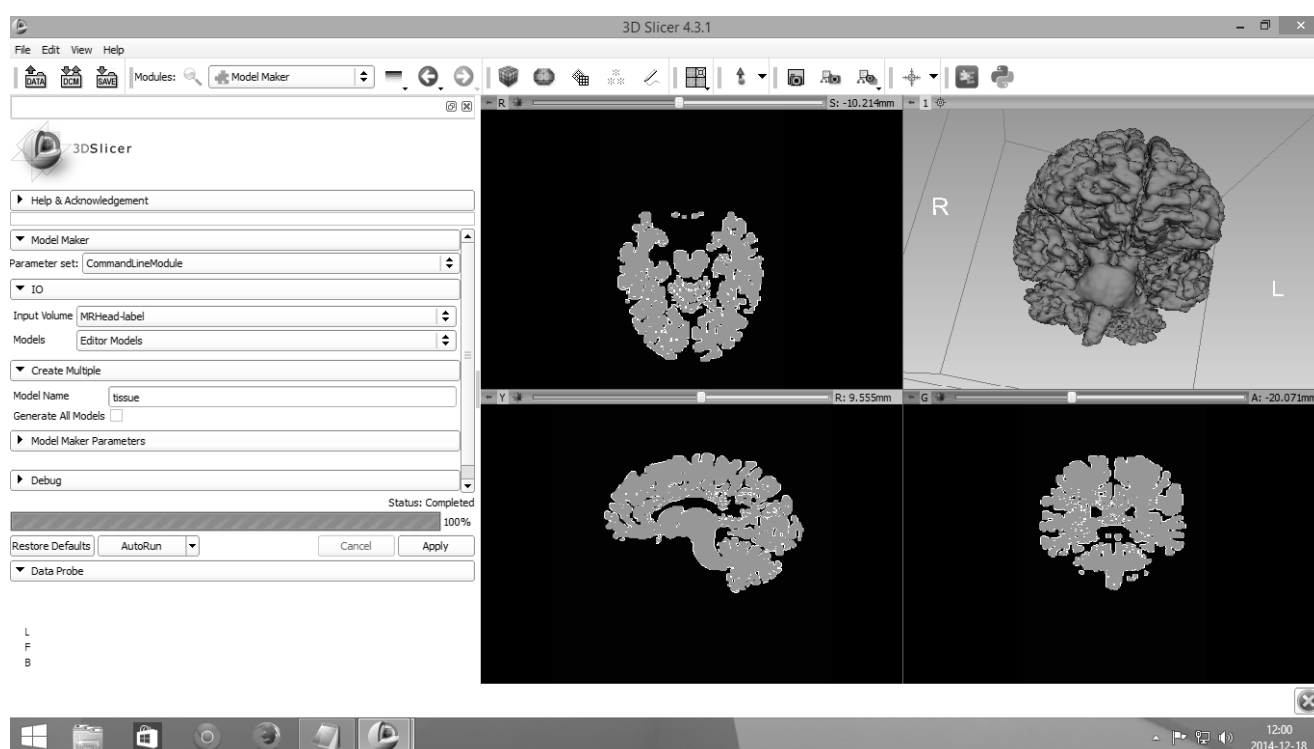 3D Slicer 4.3.1
File Edit View Help
DATA DCM SAVE Modules: Model Maker
3DSlicer
Help & Acknowledgement
Model Maker
Parameter set: CommandLineModule
IO
Input Volume MRHead-label
Models Editor Models
Create Multiple
Model Name tissue
Generate All Models
Model Maker Parameters
Debug
Status: Completed
100%
Restore Defaults AutoRun Cancel Apply
Data Probe
L
F
B
R S: -10.214mm
1
R
L
Y R: 9.555mm
G A: -20.071mm
12:00
2014-12-18